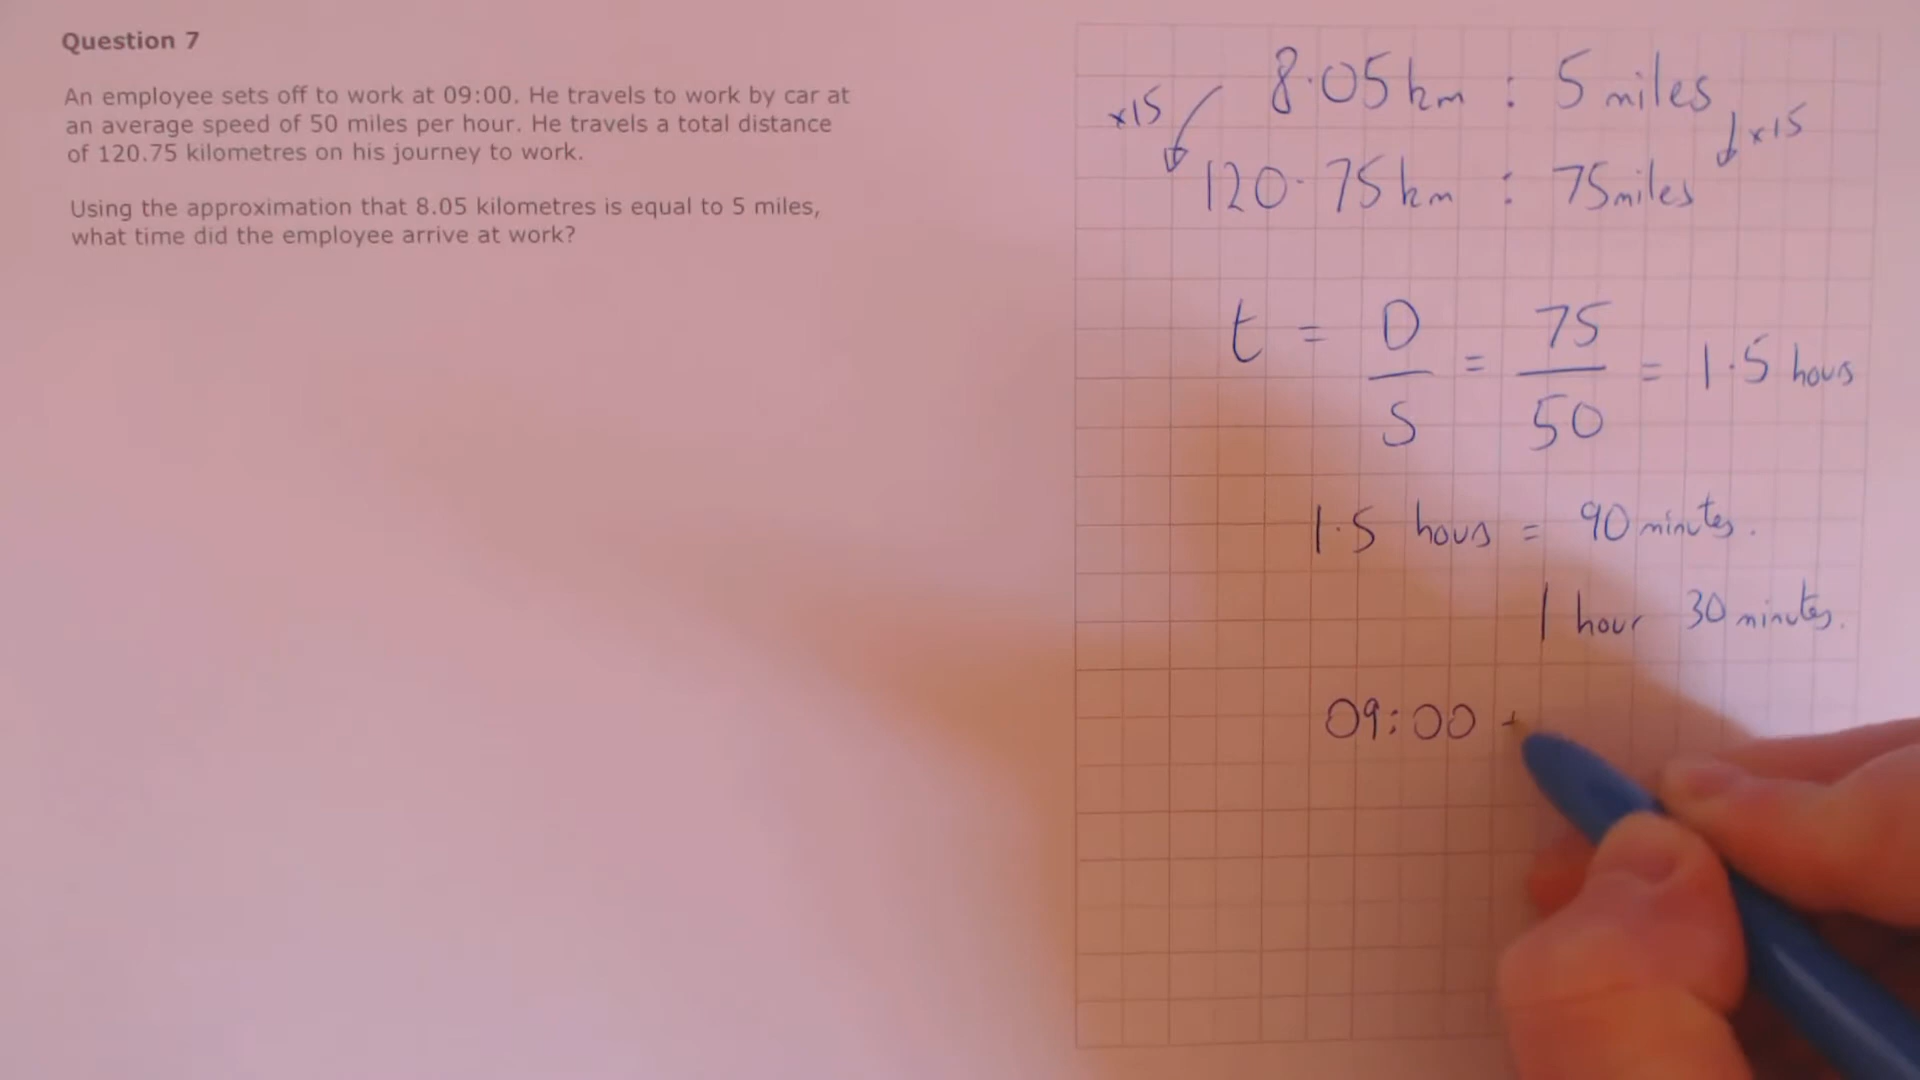 Question 7
An employee sets off to work at 09:00. He travels to work by car at
an average speed of 50 miles per hour. He travels a total distance
of 120.75 kilometres on his journey to work.
Using the approximation that 8.05 kilometres is equal to 5 miles,
what time did the employee arrive at work?
8.05 km : 5 miles
×15
×15
120.75 km : 75 miles
t = D/S = 75/50 = 1.5 hours
1.5 hours = 90 minutes.
1 hour 30 minutes.
09:00 +